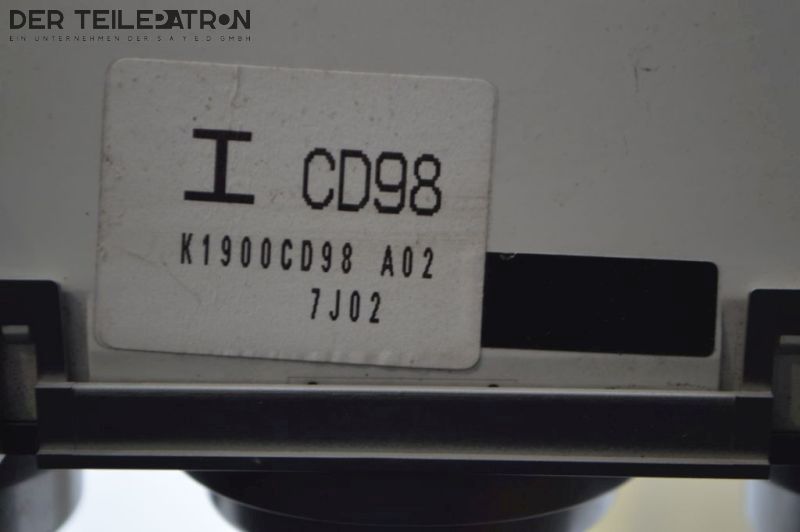 DER TEILEPATRON
EIN UNTERNEHMEN DER S A Y E D GMBH
I CD98
K1900CD98 A02
7J02